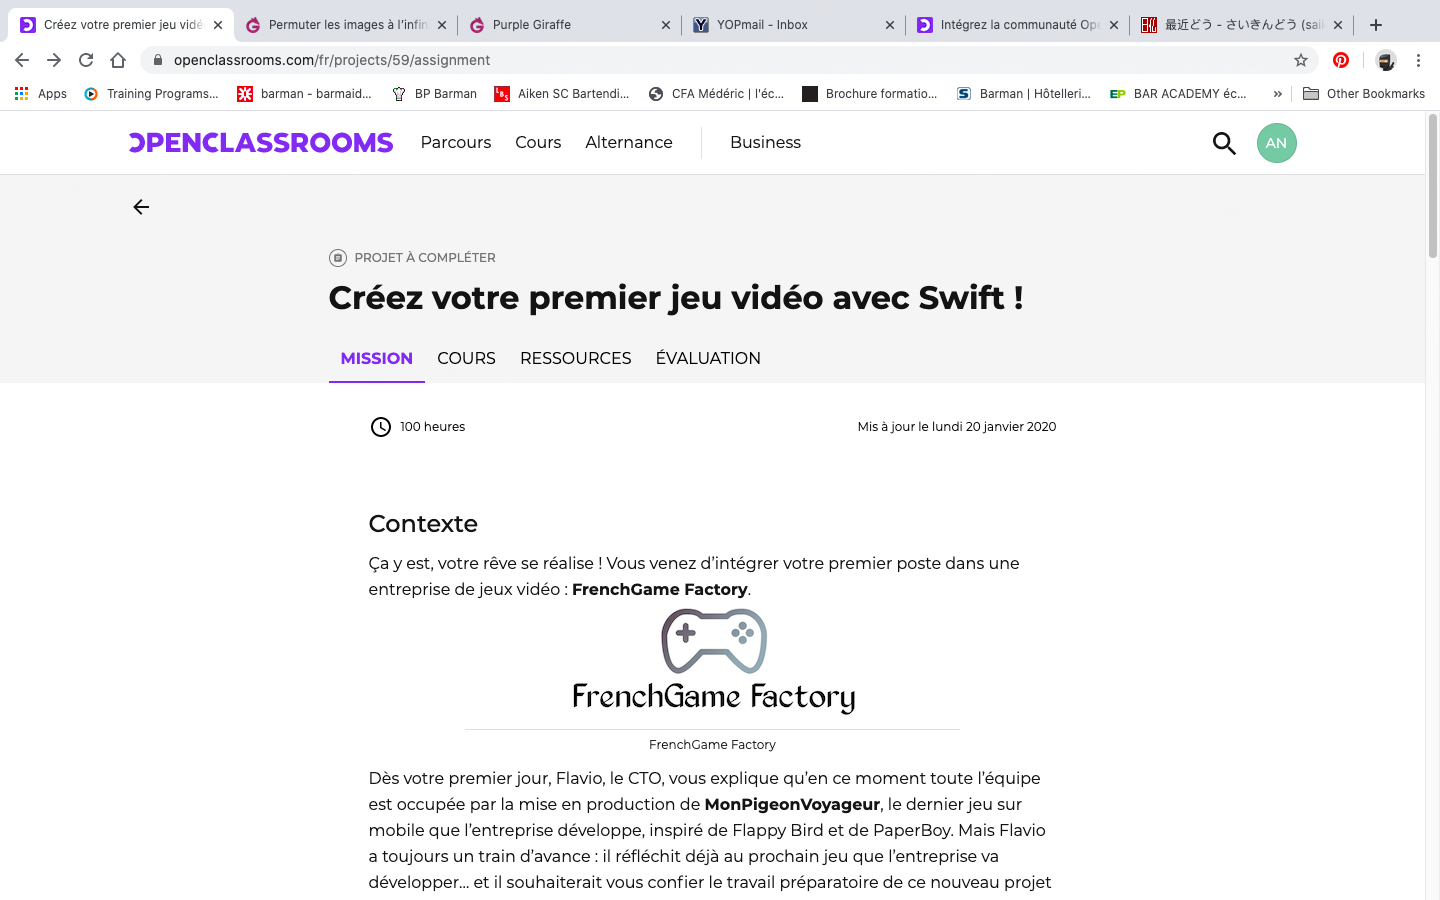 Créez votre premier jeu vidé
Permuter les images à l'infin
Purple Giraffe
YOPmail - Inbox
Intégrez la communauté Ope
最近どう - さいきんどう (saik
openclassrooms.com/fr/projects/59/assignment
Apps
Training Programs...
barman - barmaid...
BP Barman
Aiken SC Bartendi...
CFA Médéric | l'éc...
Brochure formatio...
Barman | Hôtelleri...
BAR ACADEMY éc...
»
Other Bookmarks
OPENCLASSROOMS
Parcours
Cours
Alternance
Business
AN
PROJET À COMPLÉTER
Créez votre premier jeu vidéo avec Swift !
MISSION
COURS
RESSOURCES
ÉVALUATION
100 heures
Mis à jour le lundi 20 janvier 2020
Contexte
Ça y est, votre rêve se réalise ! Vous venez d'intégrer votre premier poste dans une
entreprise de jeux vidéo : FrenchGame Factory.
FrenchGame Factory
FrenchGame Factory
Dès votre premier jour, Flavio, le CTO, vous explique qu'en ce moment toute l'équipe
est occupée par la mise en production de MonPigeonVoyageur, le dernier jeu sur
mobile que l'entreprise développe, inspiré de Flappy Bird et de PaperBoy. Mais Flavio
a toujours un train d'avance : il réfléchit déjà au prochain jeu que l'entreprise va
développer... et il souhaiterait vous confier le travail préparatoire de ce nouveau projet